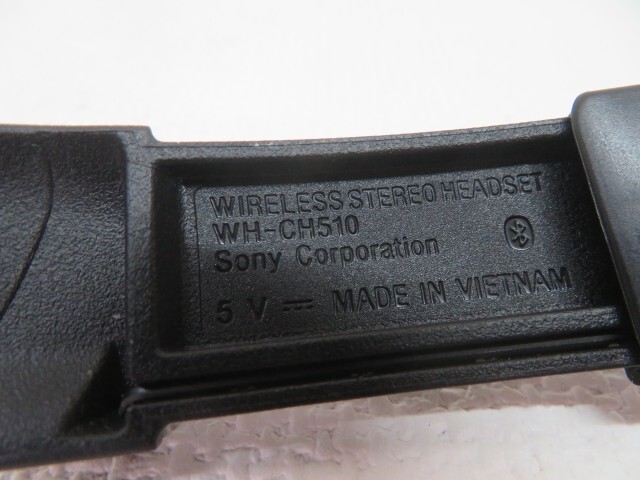 WIRELESS STEREO HEADSET
WH-CH510
Sony Corporation
5 V ⎓ MADE IN VIETNAM